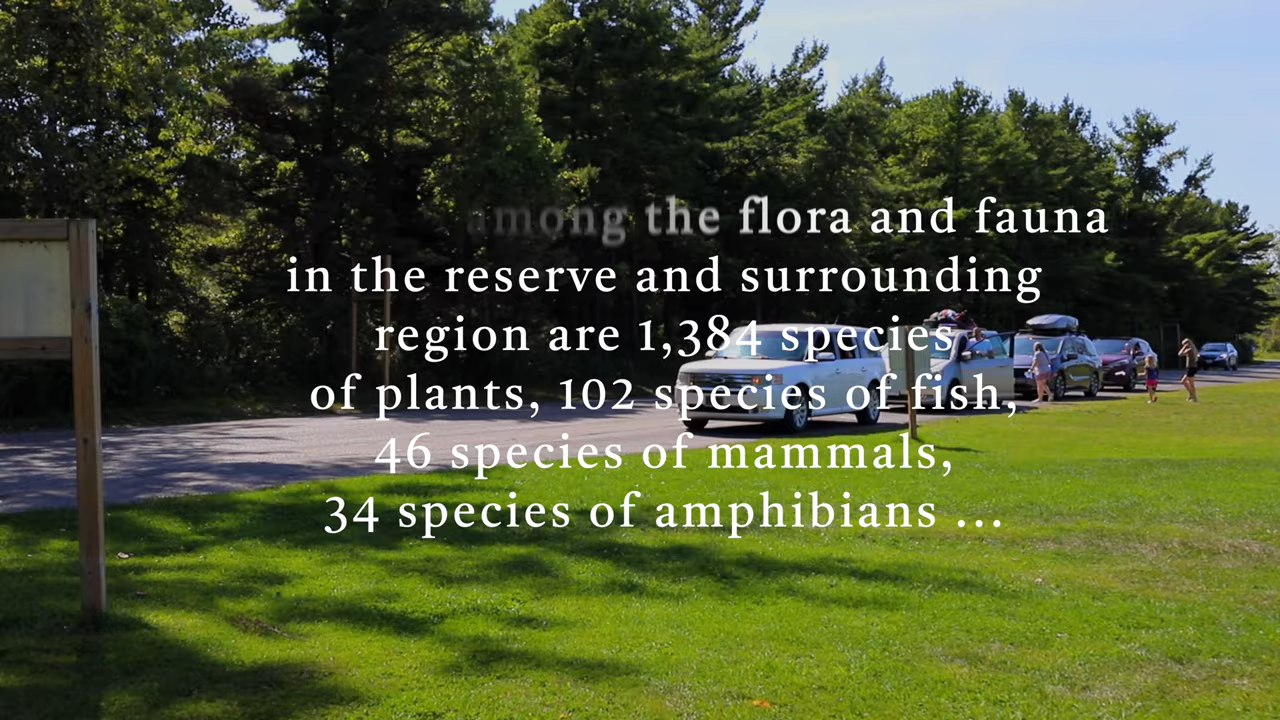 among the flora and fauna
in the reserve and surrounding
region are 1,384 species
of plants, 102 species of fish,
46 species of mammals,
34 species of amphibians ...